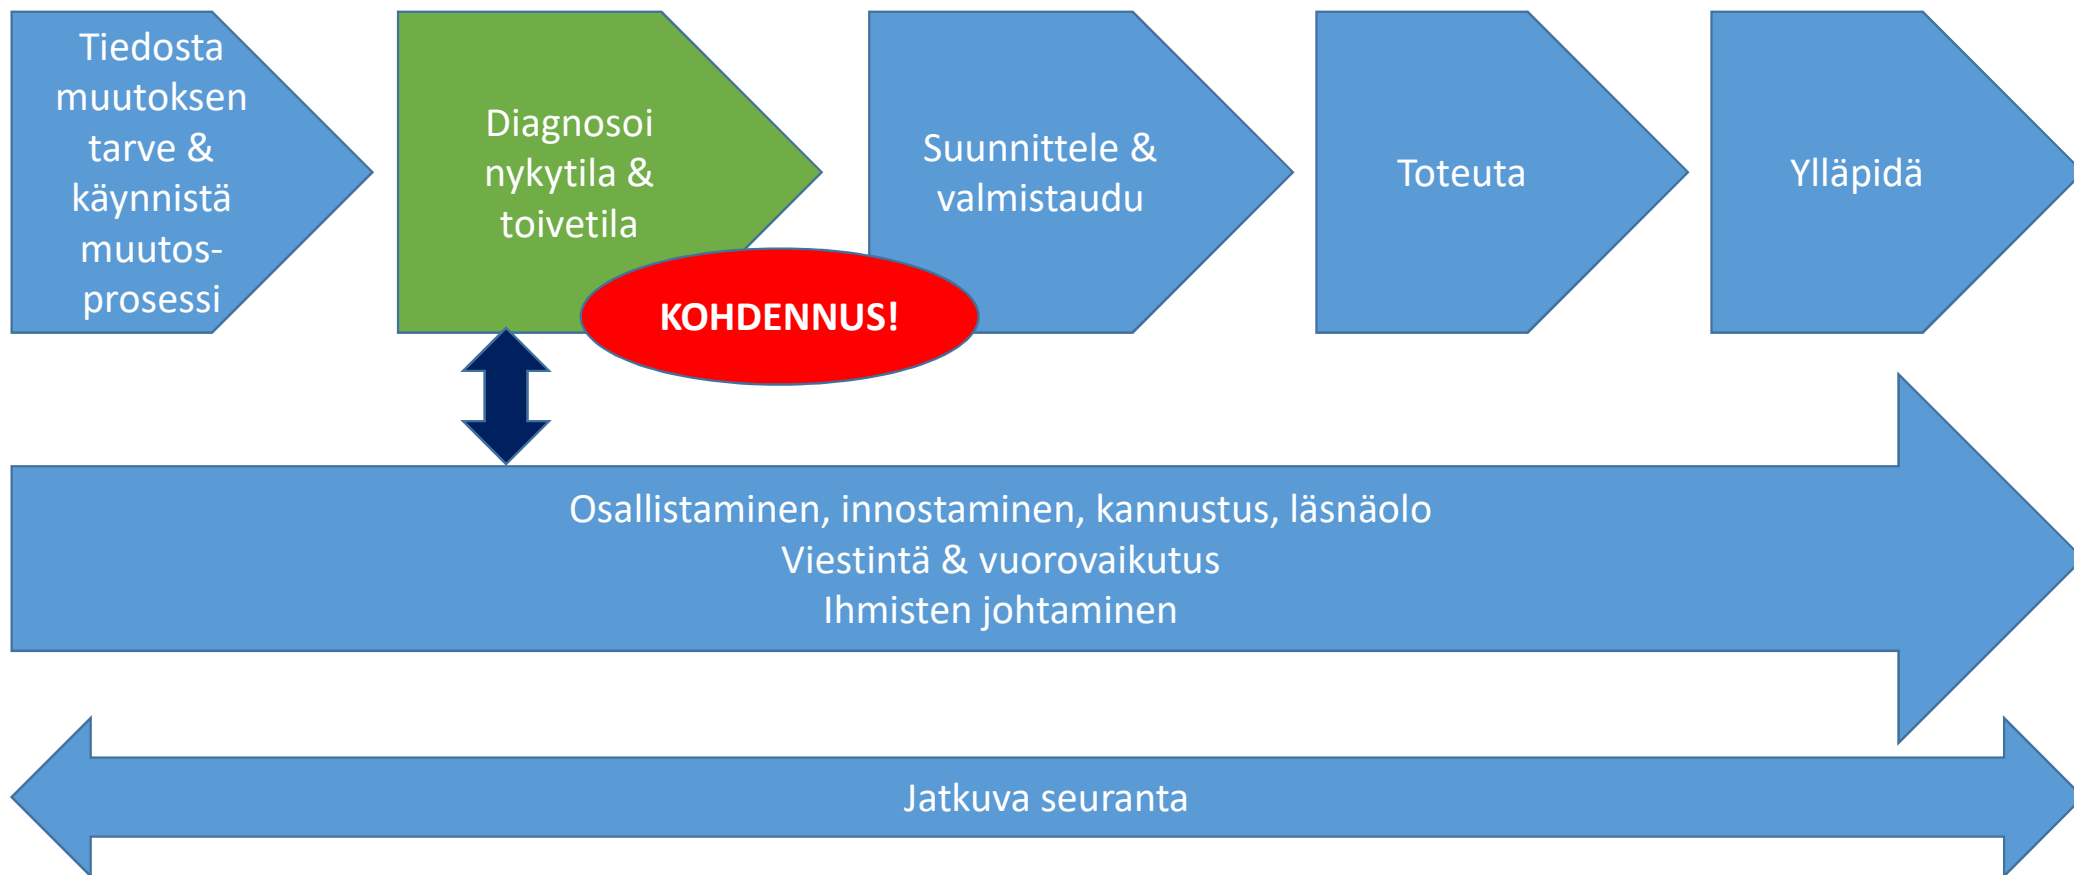 Tiedosta
muutoksen
tarve &
käynnistä
muutos-
prosessi
Diagnosoi
nykytila &
toivetila
Suunnittele &
valmistaudu
Toteuta
Ylläpidä
KOHDENNUS!
Osallistaminen, innostaminen, kannustus, läsnäolo
Viestintä & vuorovaikutus
Ihmisten johtaminen
Jatkuva seuranta